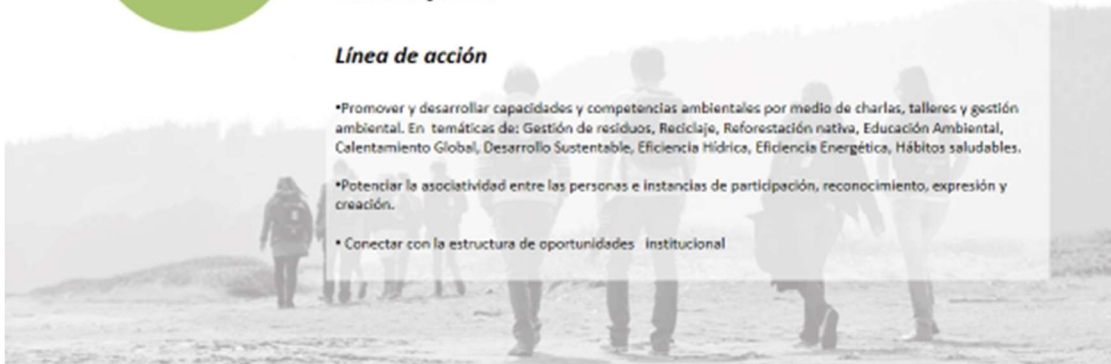 Línea de acción
•Promover y desarrollar capacidades y competencias ambientales por medio de charlas, talleres y gestión
ambiental. En temáticas de: Gestión de residuos, Reciclaje, Reforestación nativa, Educación Ambiental,
Calentamiento Global, Desarrollo Sustentable, Eficiencia Hídrica, Eficiencia Energética, Hábitos saludables.
•Potenciar la asociatividad entre las personas e instancias de participación, reconocimiento, expresión y
creación.
• Conectar con la estructura de oportunidades institucional